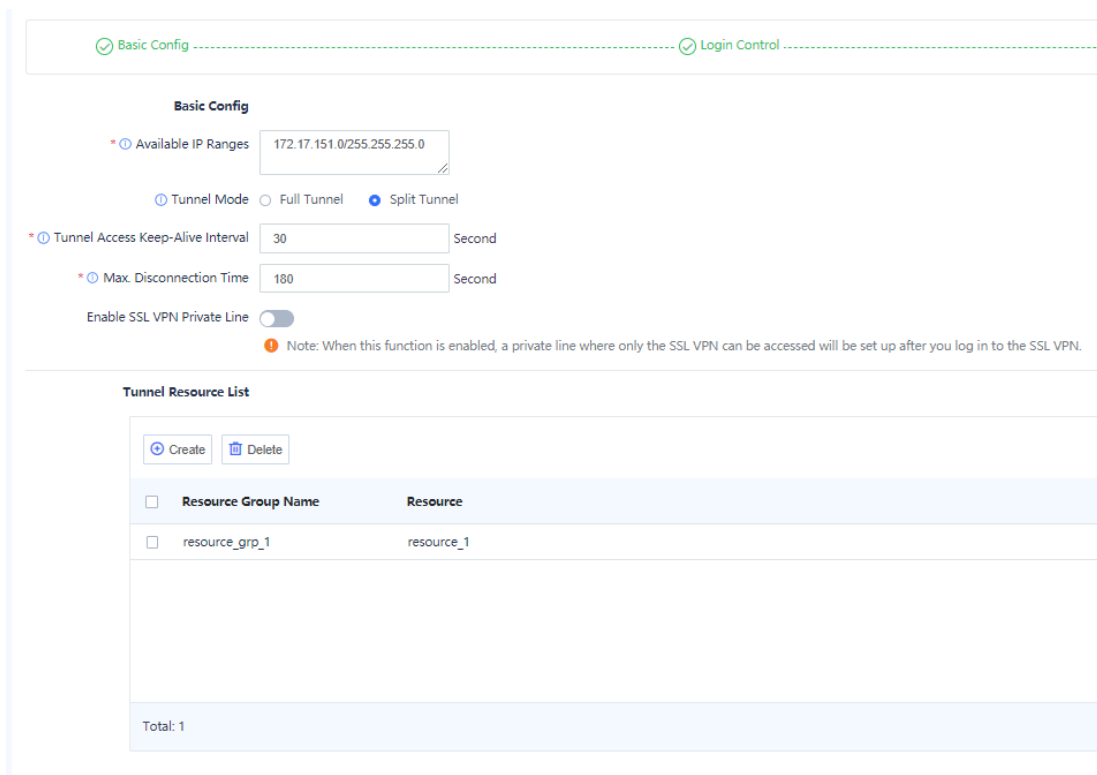 Basic Config Login Control
Basic Config
* Available IP Ranges 172.17.151.0/255.255.255.0
Tunnel Mode Full Tunnel Split Tunnel
* Tunnel Access Keep-Alive Interval 30 Second
* Max. Disconnection Time 180 Second
Enable SSL VPN Private Line
Note: When this function is enabled, a private line where only the SSL VPN can be accessed will be set up after you log in to the SSL VPN.
Tunnel Resource List
Create Delete
Resource Group Name Resource
resource_grp_1 resource_1
Total: 1